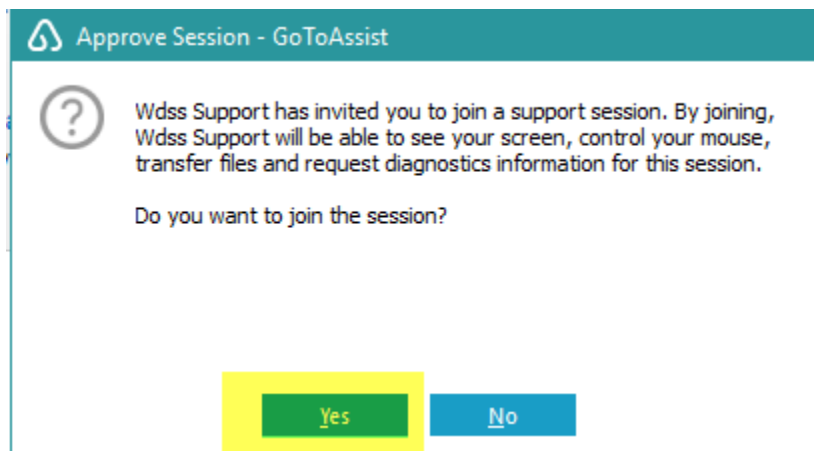 Approve Session - GoToAssist
Wdss Support has invited you to join a support session. By joining,
Wdss Support will be able to see your screen, control your mouse,
transfer files and request diagnostics information for this session.
Do you want to join the session?
Yes No